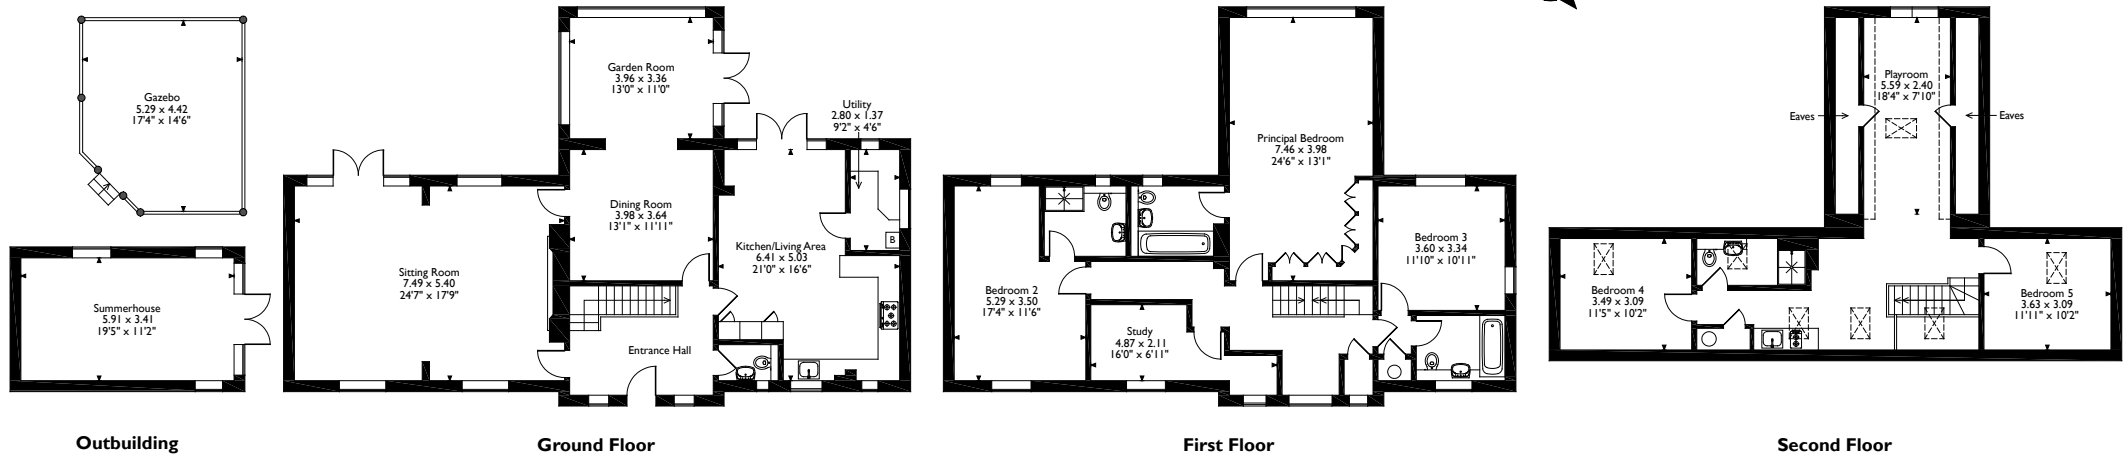 Gazebo
5.29 x 4.42
17'4" x 14'6"
Summerhouse
5.91 x 3.41
19'5" x 11'2"
Outbuilding
Garden Room
3.96 x 3.36
13'0" x 11'0"
Utility
2.80 x 1.37
9'2" x 4'6"
Dining Room
3.98 x 3.64
13'1" x 11'11"
Kitchen/Living Area
6.41 x 5.03
21'0" x 16'6"
B
Sitting Room
7.49 x 5.40
24'7" x 17'9"
Entrance Hall
Ground Floor
Principal Bedroom
7.46 x 3.98
24'6" x 13'1"
Bedroom 3
3.60 x 3.34
11'10" x 10'11"
Bedroom 2
5.29 x 3.50
17'4" x 11'6"
Study
4.87 x 2.11
16'0" x 6'11"
First Floor
Playroom
5.59 x 2.40
18'4" x 7'10"
Eaves
Eaves
Bedroom 4
3.49 x 3.09
11'5" x 10'2"
Bedroom 5
3.63 x 3.09
11'11" x 10'2"
Second Floor